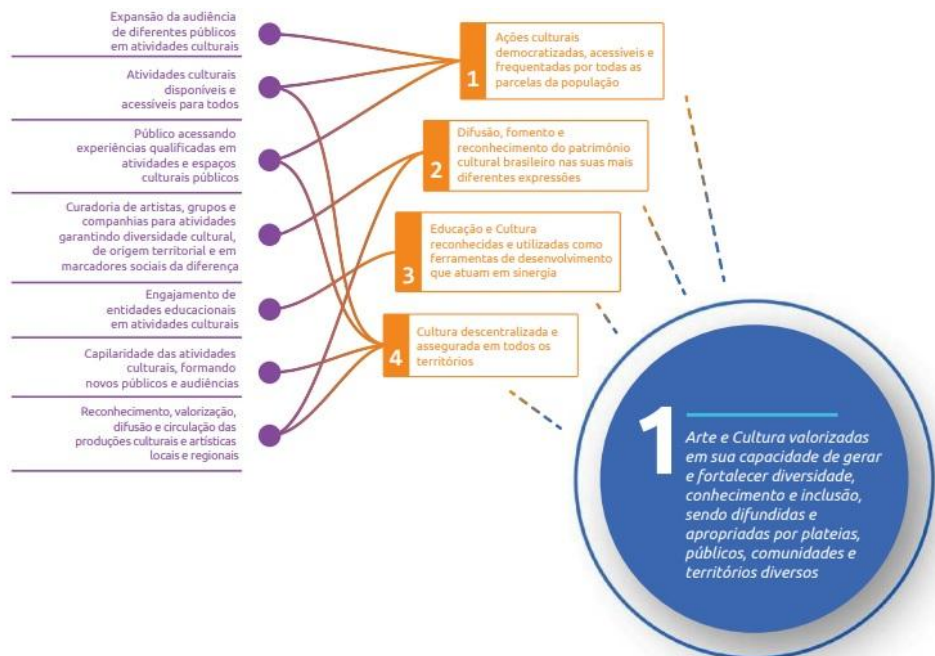 Expansão da audiência
de diferentes públicos
em atividades culturais
Atividades culturais
disponíveis e
acessíveis para todos
Público acessando
experiências qualificadas em
atividades e espaços
culturais públicos
Curadoria de artistas, grupos e
companhias para atividades
garantindo diversidade cultural,
de origem territorial e em
marcadores sociais da diferença
Engajamento de
entidades educacionais
em atividades culturais
Capilaridade das atividades
culturais, formando
novos públicos e audiências
Reconhecimento, valorização,
difusão e circulação das
produções culturais e artísticas
locais e regionais
1
Ações culturais
democratizadas, acessíveis e
frequentadas por todas as
parcelas da população
2
Difusão, fomento e
reconhecimento do patrimônio
cultural brasileiro nas suas mais
diferentes expressões
3
Educação e Cultura
reconhecidas e utilizadas como
ferramentas de desenvolvimento
que atuam em sinergia
4
Cultura descentralizada e
assegurada em todos os
territórios
1
Arte e Cultura valorizadas
em sua capacidade de gerar
e fortalecer diversidade,
conhecimento e inclusão,
sendo difundidas e
apropriadas por plateias,
públicos, comunidades e
territórios diversos